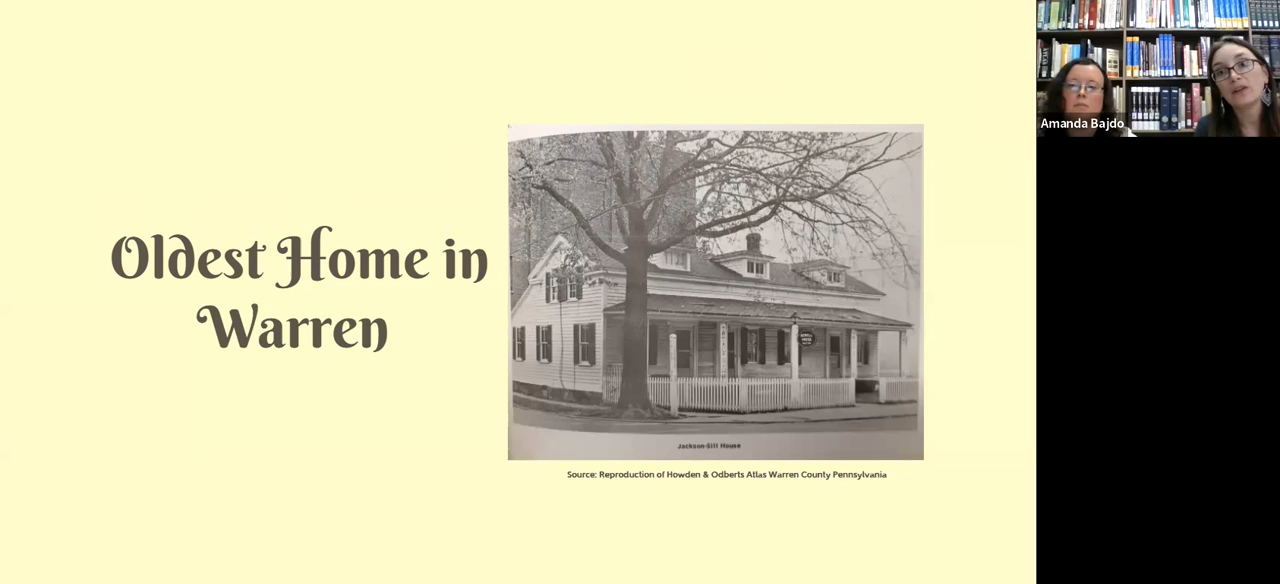 Oldest Home in
Warren
Jackson-Sill House
Source: Reproduction of Howden & Odberts Atlas Warren County Pennsylvania
Amanda Bajdo